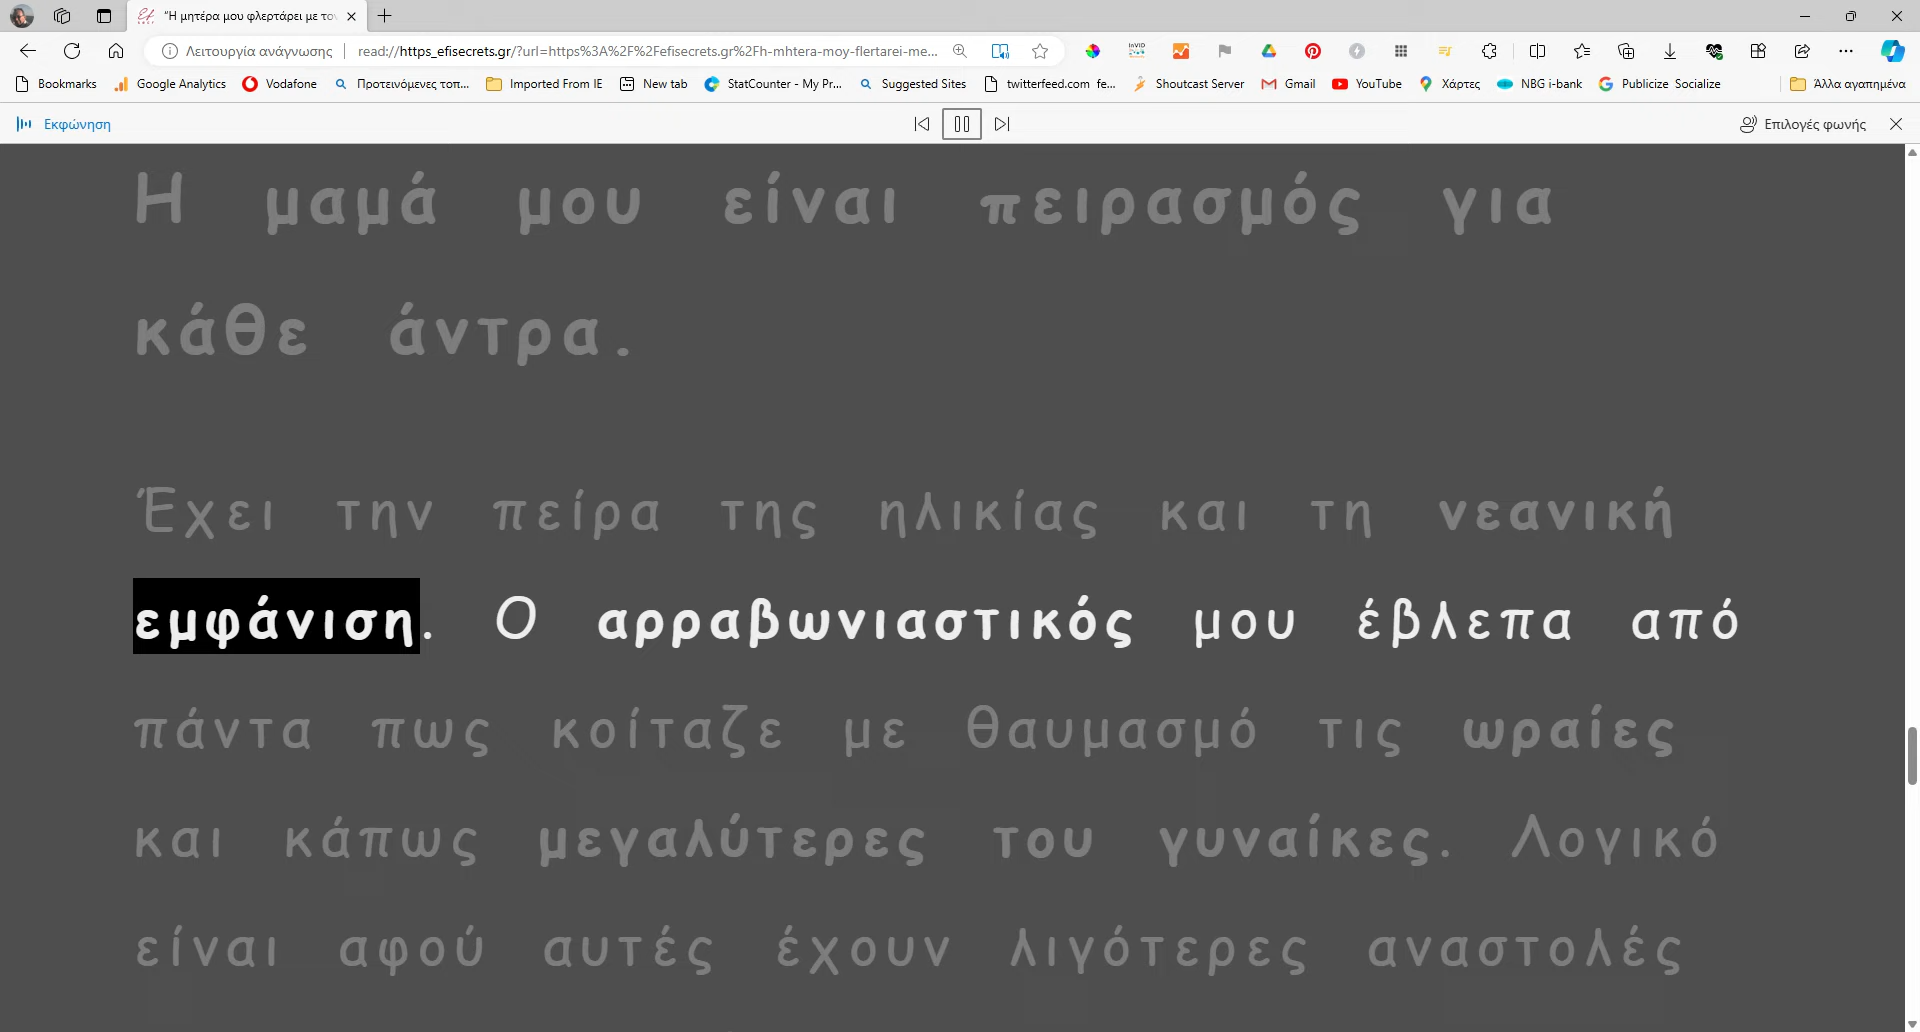 "Η μητέρα μου φλερτάρει με τον
Λειτουργία ανάγνωσης
read://https_efisecrets.gr/?url=https%3A%2F%2Fefisecrets.gr%2Fh-mhtera-moy-flertarei-me...
Bookmarks Google Analytics Vodafone Προτεινόμενες τοπ... Imported From IE New tab StatCounter - My Pr... Suggested Sites twitterfeed.com fe... Shoutcast Server Gmail YouTube Χάρτες NBG i-bank Publicize Socialize Άλλα αγαπημένα
Εκφώνηση Επιλογές φωνής
Η μαμά μου είναι πειρασμός για
κάθε άντρα.
Έχει την πείρα της ηλικίας και τη νεανική
εμφάνιση. Ο αρραβωνιαστικός μου έβλεπα από
πάντα πως κοίταζε με θαυμασμό τις ωραίες
και κάπως μεγαλύτερες του γυναίκες. Λογικό
είναι αφού αυτές έχουν λιγότερες αναστολές